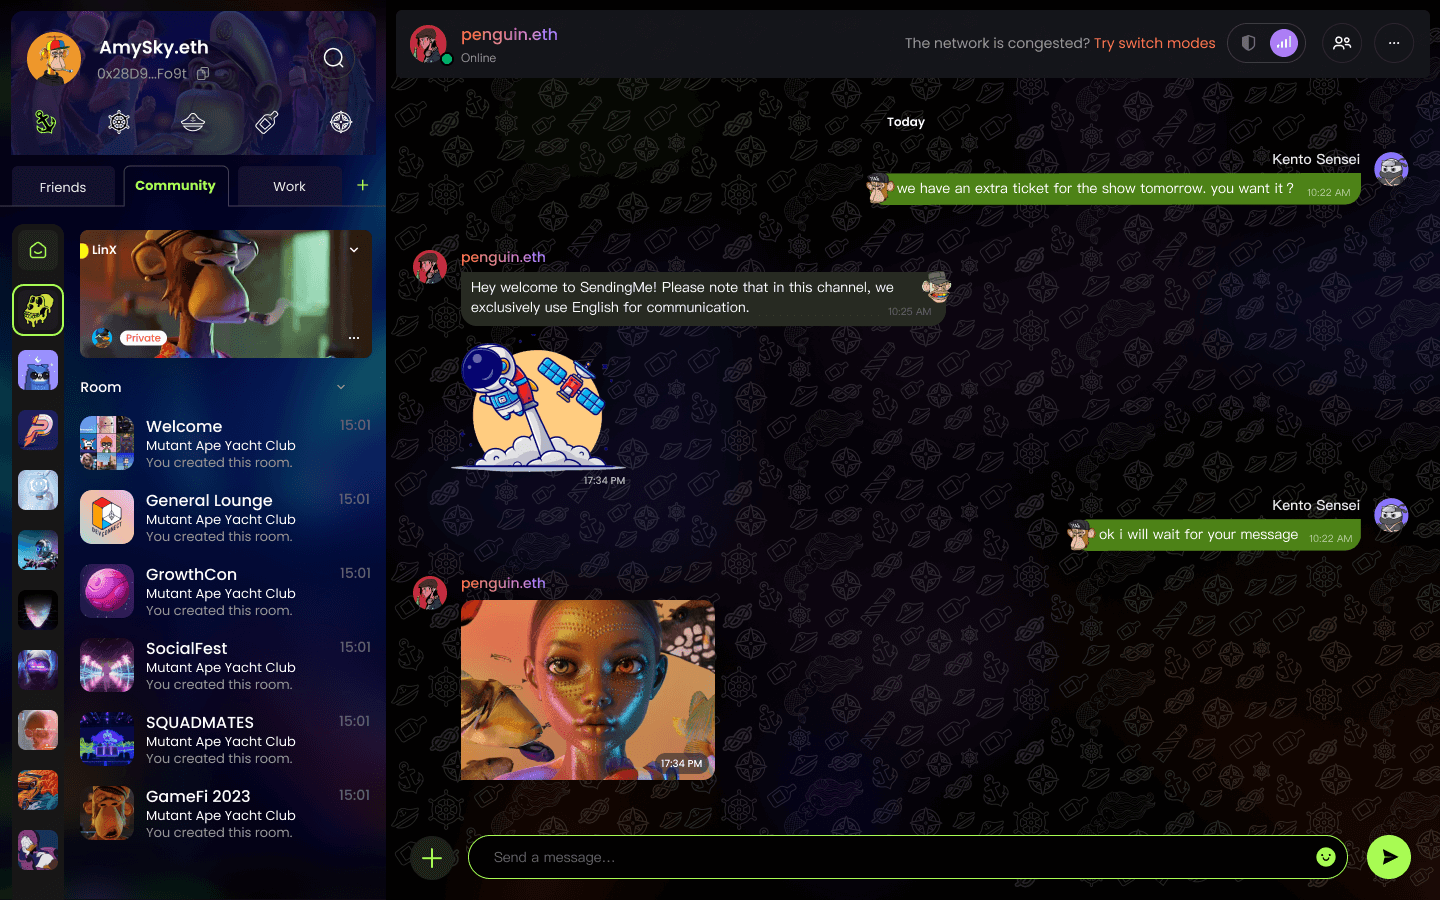 AmySky.eth
0x28D9...Fo9t
Friends
Community
Work
+
LinX
Private
Room
Welcome
15:01
Mutant Ape Yacht Club
You created this room.
General Lounge
15:01
Mutant Ape Yacht Club
You created this room.
GrowthCon
15:01
Mutant Ape Yacht Club
You created this room.
SocialFest
15:01
Mutant Ape Yacht Club
You created this room.
SQUADMATES
15:01
Mutant Ape Yacht Club
You created this room.
GameFi 2023
15:01
Mutant Ape Yacht Club
You created this room.
penguin.eth
Online
The network is congested? Try switch modes
Today
Kento Sensei
we have an extra ticket for the show tomorrow. you want it ?
10:22 AM
penguin.eth
Hey welcome to SendingMe! Please note that in this channel, we
exclusively use English for communication.
10:25 AM
17:34 PM
Kento Sensei
ok i will wait for your message
10:22 AM
penguin.eth
17:34 PM
Send a message...